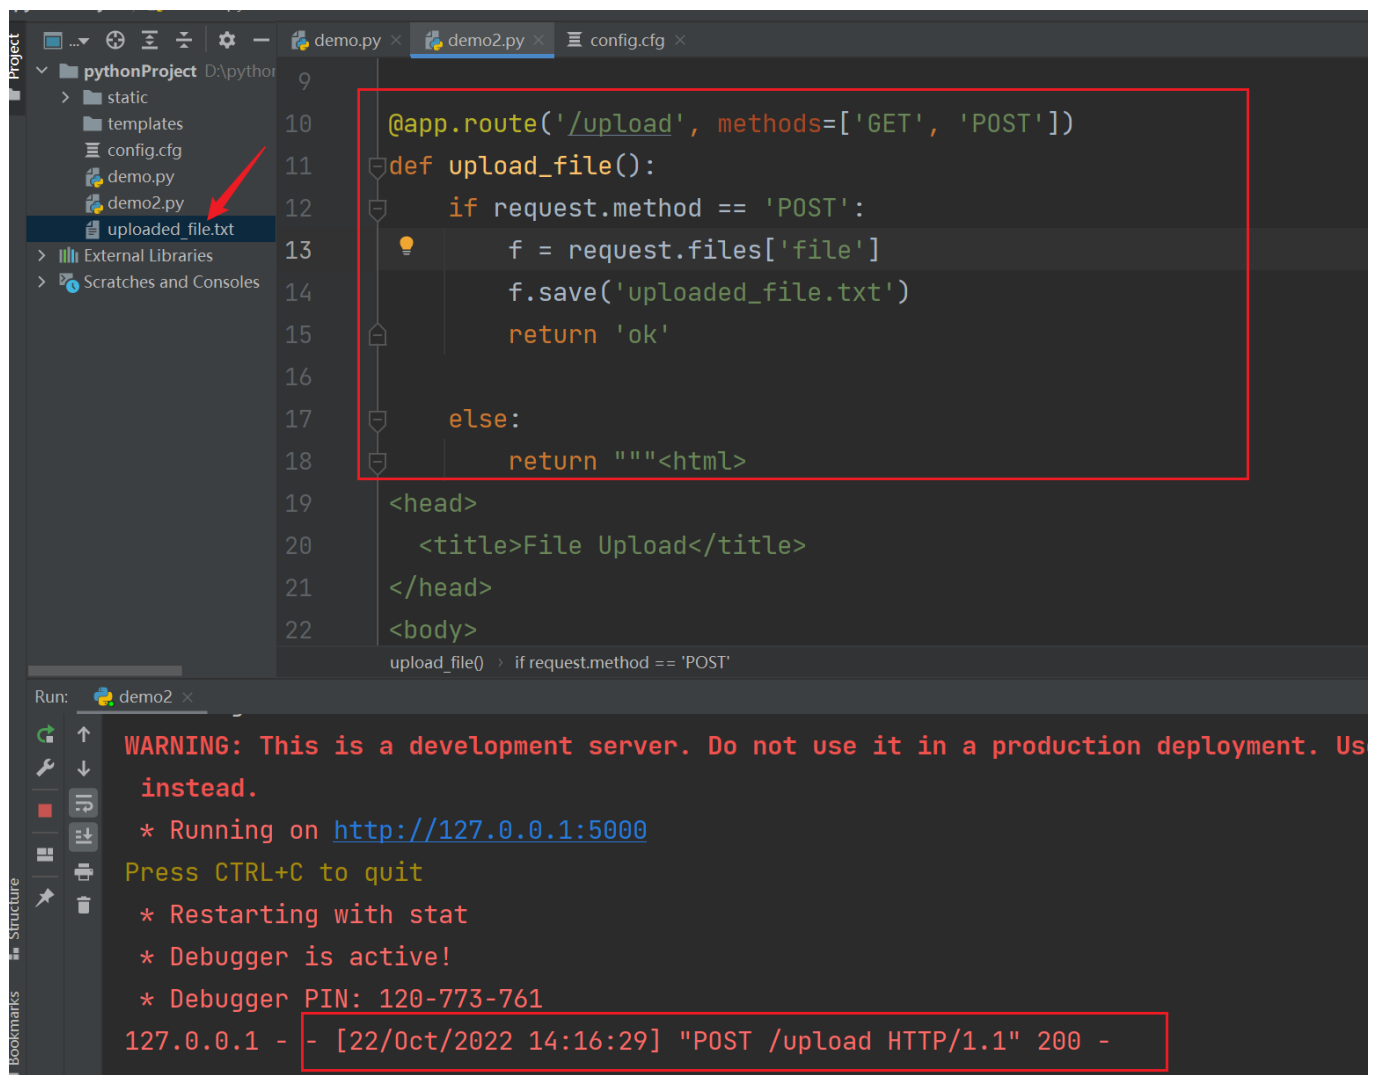 Project
...
demo.py
demo2.py
config.cfg
pythonProject D:\python
static
templates
config.cfg
demo.py
demo2.py
uploaded_file.txt
External Libraries
Scratches and Consoles
9
10 @app.route('/upload', methods=['GET', 'POST'])
11 def upload_file():
12 if request.method == 'POST':
13 f = request.files['file']
14 f.save('uploaded_file.txt')
15 return 'ok'
16
17 else:
18 return """<html>
19 <head>
20 <title>File Upload</title>
21 </head>
22 <body>
upload_file() › if request.method == 'POST'
Run: demo2
WARNING: This is a development server. Do not use it in a production deployment. Us
instead.
* Running on http://127.0.0.1:5000
Press CTRL+C to quit
* Restarting with stat
* Debugger is active!
* Debugger PIN: 120-773-761
127.0.0.1 - - [22/Oct/2022 14:16:29] "POST /upload HTTP/1.1" 200 -
Structure
Bookmarks